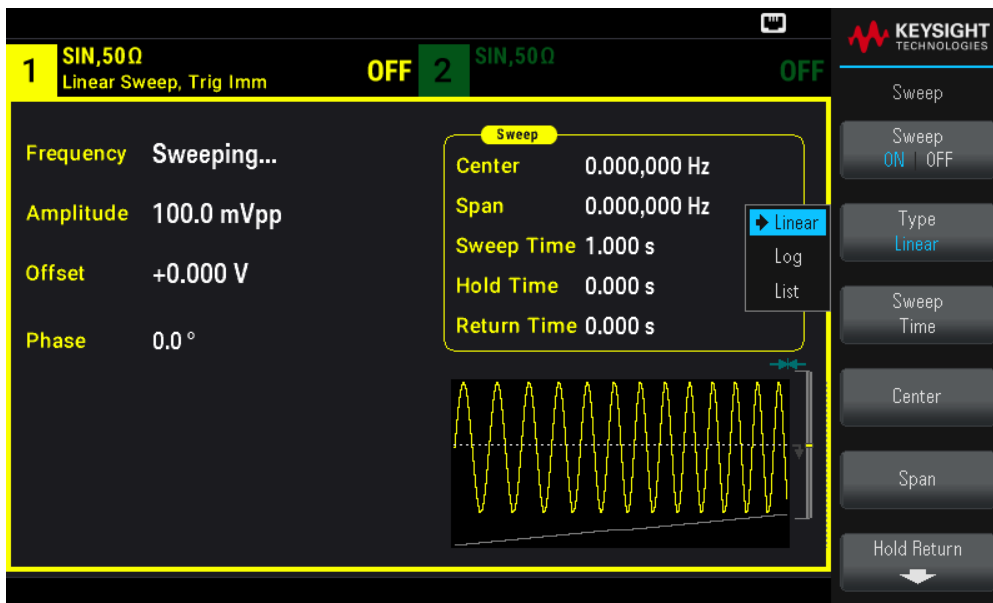 KEYSIGHT
TECHNOLOGIES
1
SIN,50Ω
Linear Sweep, Trig Imm
OFF
2
SIN,50Ω
OFF
Frequency Sweeping...
Amplitude 100.0 mVpp
Offset +0.000 V
Phase 0.0 °
Sweep
Center 0.000,000 Hz
Span 0.000,000 Hz
Sweep Time 1.000 s
Hold Time 0.000 s
Return Time 0.000 s
Linear
Log
List
Sweep
Sweep
ON | OFF
Type
Linear
Sweep
Time
Center
Span
Hold Return